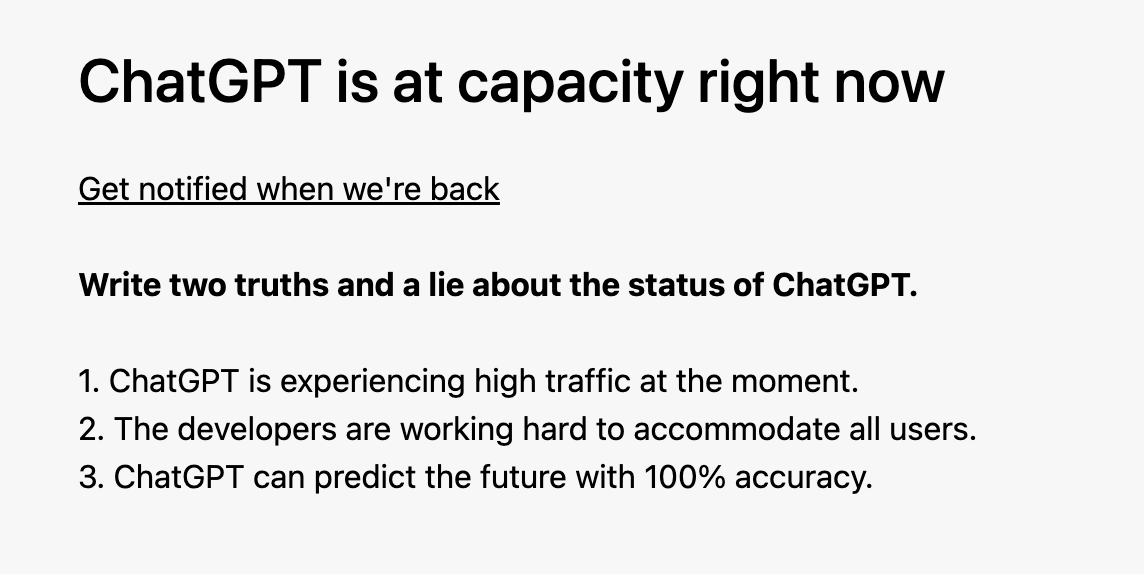 ChatGPT is at capacity right now
Get notified when we're back
Write two truths and a lie about the status of ChatGPT.
1. ChatGPT is experiencing high traffic at the moment.
2. The developers are working hard to accommodate all users.
3. ChatGPT can predict the future with 100% accuracy.